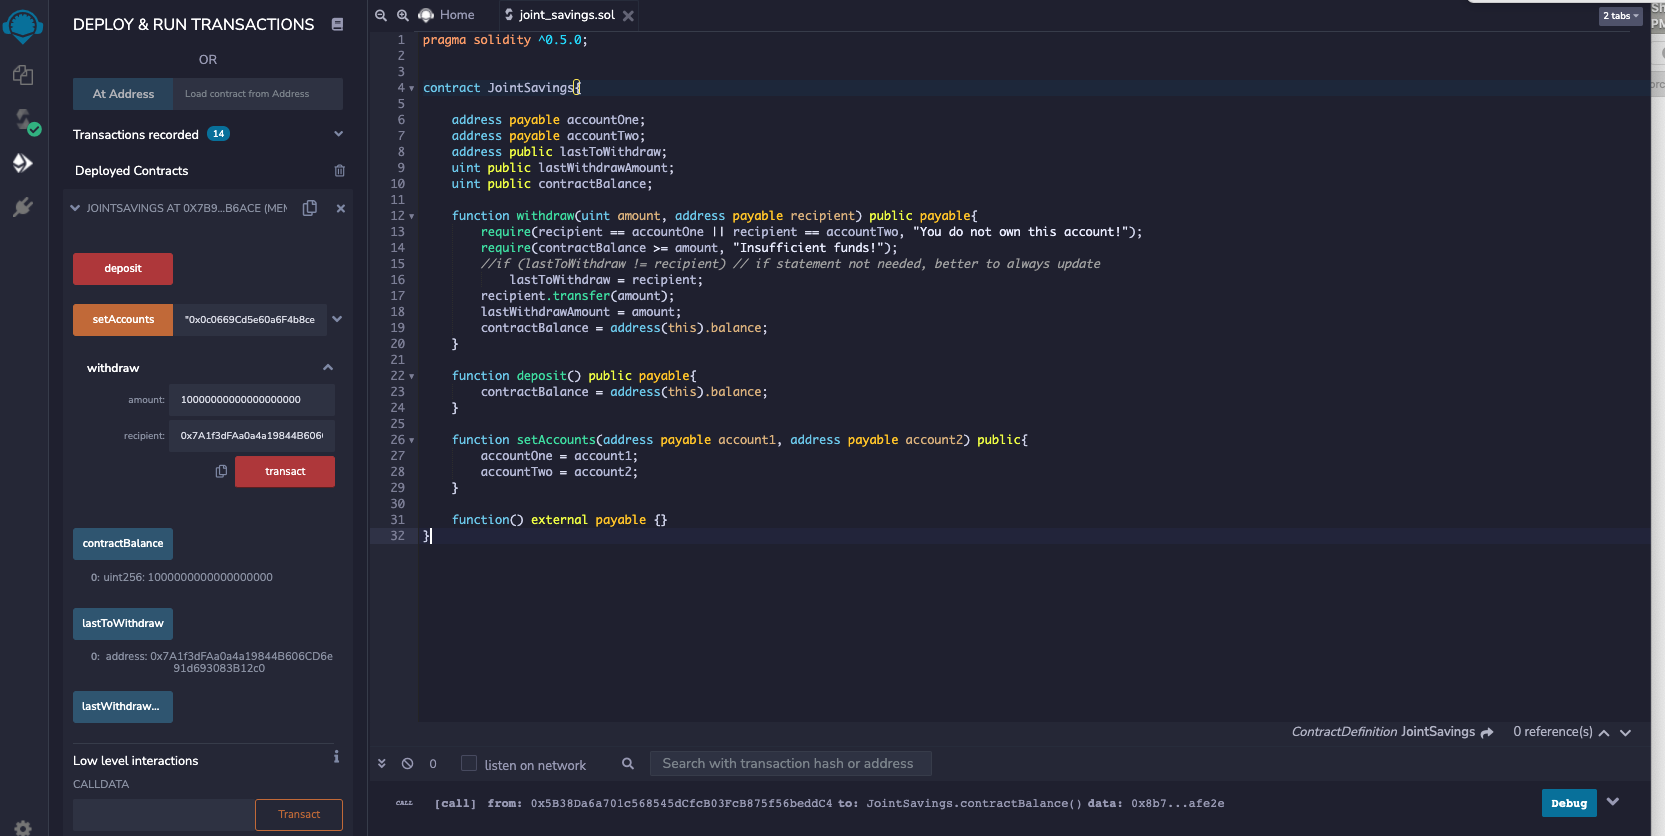 DEPLOY & RUN TRANSACTIONS
OR
At Address
Load contract from Address
Transactions recorded 14
Deployed Contracts
JOINTSAVINGS AT 0X7B9...B6ACE (MEM
deposit
setAccounts "0x0c0669Cd5e60a6F4b8ce
withdraw
amount: 10000000000000000000
recipient: 0x7A1f3dFAa0a4a19844B606(
transact
contractBalance
0: uint256: 1000000000000000000
lastToWithdraw
0: address: 0x7A1f3dFAa0a4a19844B606CD6e
91d693083B12c0
lastWithdraw...
Low level interactions
i
CALLDATA
Transact
Home
joint_savings.sol
2 tabs
1 pragma solidity ^0.5.0;
2
3
4 contract JointSavings{
5
6 address payable accountOne;
7 address payable accountTwo;
8 address public lastToWithdraw;
9 uint public lastWithdrawAmount;
10 uint public contractBalance;
11
12 function withdraw(uint amount, address payable recipient) public payable{
13 require(recipient == accountOne || recipient == accountTwo, "You do not own this account!");
14 require(contractBalance >= amount, "Insufficient funds!");
15 //if (lastToWithdraw != recipient) // if statement not needed, better to always update
16 lastToWithdraw = recipient;
17 recipient.transfer(amount);
18 lastWithdrawAmount = amount;
19 contractBalance = address(this).balance;
20 }
21
22 function deposit() public payable{
23 contractBalance = address(this).balance;
24 }
25
26 function setAccounts(address payable account1, address payable account2) public{
27 accountOne = account1;
28 accountTwo = account2;
29 }
30
31 function() external payable {}
32 }
ContractDefinition JointSavings 0 reference(s)
0 listen on network Search with transaction hash or address
CALL [call] from: 0x5B38Da6a701c568545dCfcB03FcB875f56beddC4 to: JointSavings.contractBalance() data: 0x8b7...afe2e
Debug